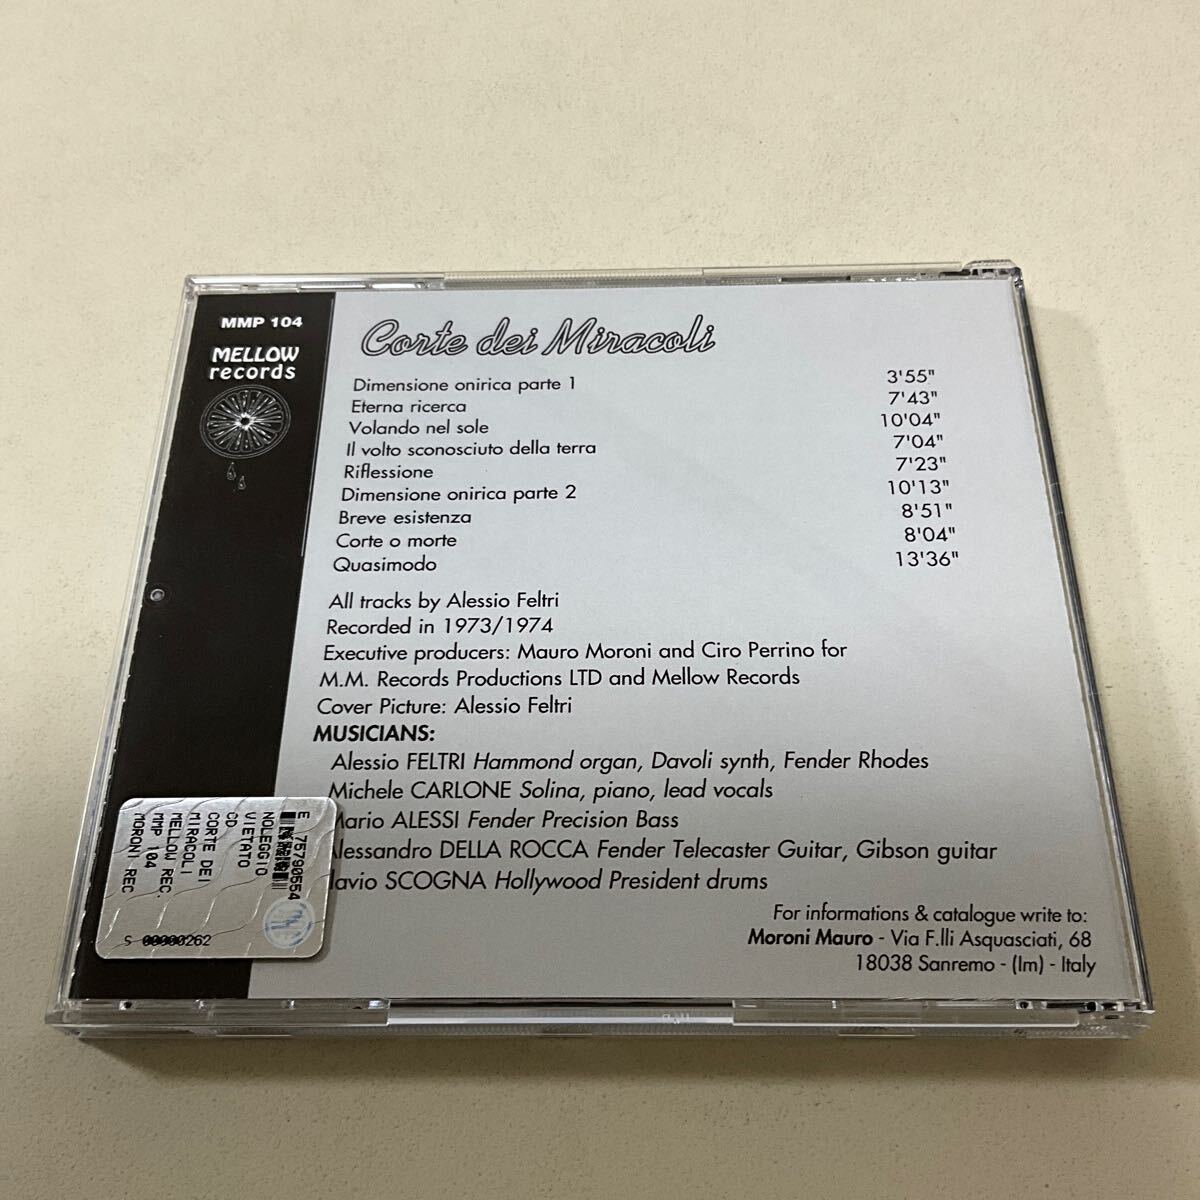 MMP 104
MELLOW
records
Corte dei Miracoli
Dimensione onirica parte 1 3'55"
Eterna ricerca 7'43"
Volando nel sole 10'04"
Il volto sconosciuto della terra 7'04"
Riflessione 7'23"
Dimensione onirica parte 2 10'13"
Breve esistenza 8'51"
Corte o morte 8'04"
Quasimodo 13'36"
All tracks by Alessio Feltri
Recorded in 1973/1974
Executive producers: Mauro Moroni and Ciro Perrino for
M.M. Records Productions LTD and Mellow Records
Cover Picture: Alessio Feltri
MUSICIANS:
Alessio FELTRI Hammond organ, Davoli synth, Fender Rhodes
Michele CARLONE Solina, piano, lead vocals
Mario ALESSI Fender Precision Bass
Alessandro DELLA ROCCA Fender Telecaster Guitar, Gibson guitar
lavio SCOGNA Hollywood President drums
For informations & catalogue write to:
Moroni Mauro - Via F.lli Asquasciati, 68
18038 Sanremo - (Im) - Italy
E 75790554
NOLEGGIO
VIETATO
CD
CORTE DEI
MIRACOLI
MELLOW REC.
MMP 104
MORONI REC
S 00000262